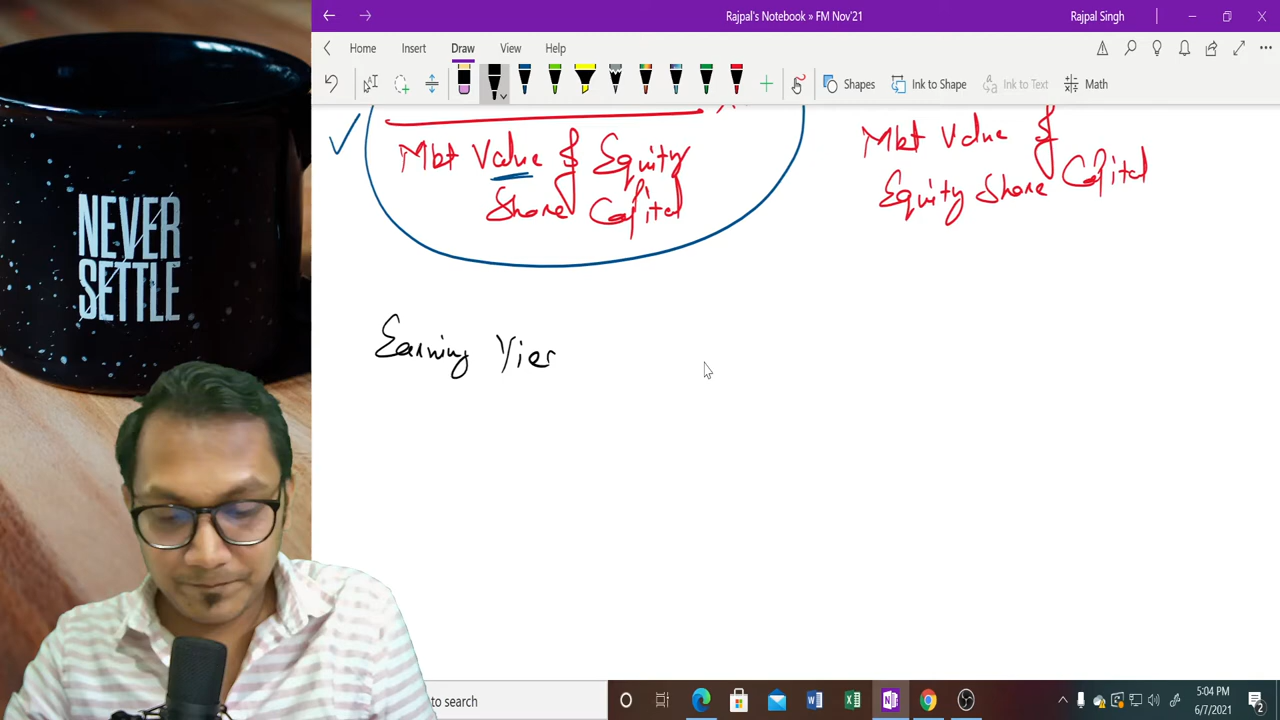 Rajpal's Notebook » FM Nov'21
Rajpal Singh
Home Insert Draw View Help
Shapes Ink to Shape Ink to Text Math
Mkt Value of Equity
Share Capital
Mkt Value of
Equity Share Capital
NEVER
SETTLE
Earning Yie
to search
5:04 PM
6/7/2021
2